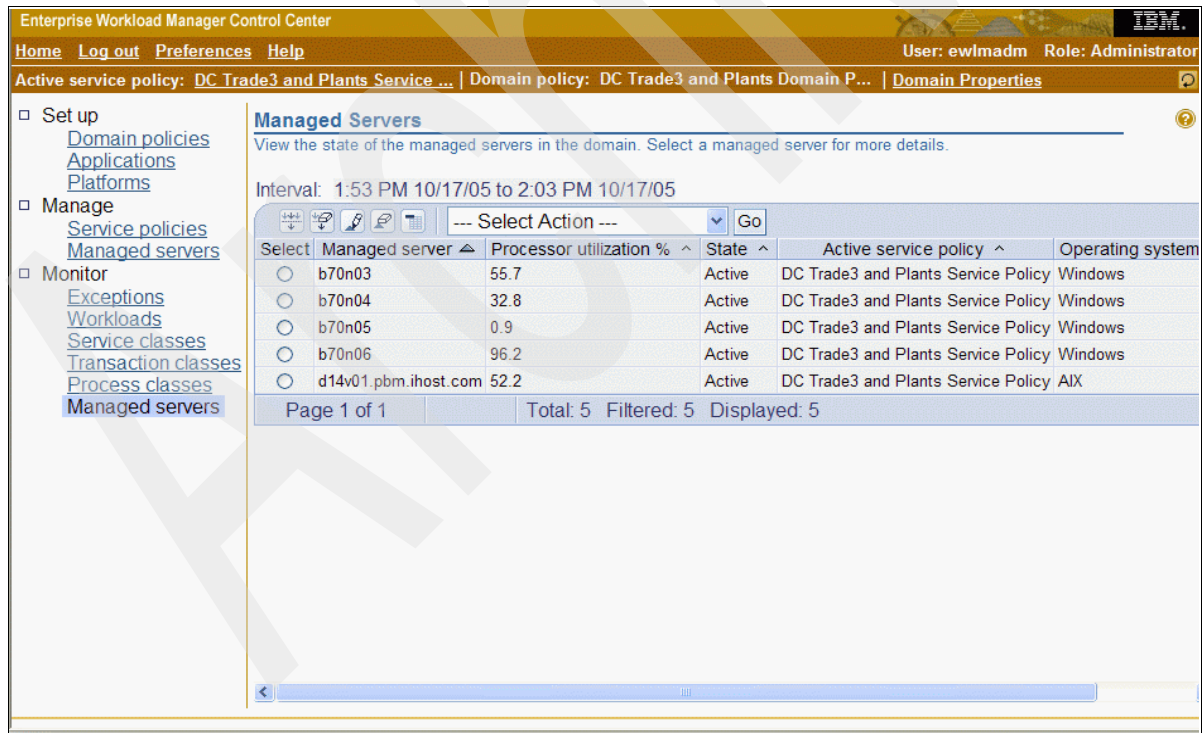 Enterprise Workload Manager Control Center
IBM.
Home Log out Preferences Help
User: ewlmadm Role: Administrator
Active service policy: DC Trade3 and Plants Service ... | Domain policy: DC Trade3 and Plants Domain P... | Domain Properties
Set up
Domain policies
Applications
Platforms
Manage
Service policies
Managed servers
Monitor
Exceptions
Workloads
Service classes
Transaction classes
Process classes
Managed servers
Managed Servers
View the state of the managed servers in the domain. Select a managed server for more details.
Interval: 1:53 PM 10/17/05 to 2:03 PM 10/17/05
--- Select Action --- Go
Select Managed server Processor utilization % State Active service policy Operating system
b70n03 55.7 Active DC Trade3 and Plants Service Policy Windows
b70n04 32.8 Active DC Trade3 and Plants Service Policy Windows
b70n05 0.9 Active DC Trade3 and Plants Service Policy Windows
b70n06 96.2 Active DC Trade3 and Plants Service Policy Windows
d14v01.pbm.ihost.com 52.2 Active DC Trade3 and Plants Service Policy AIX
Page 1 of 1 Total: 5 Filtered: 5 Displayed: 5